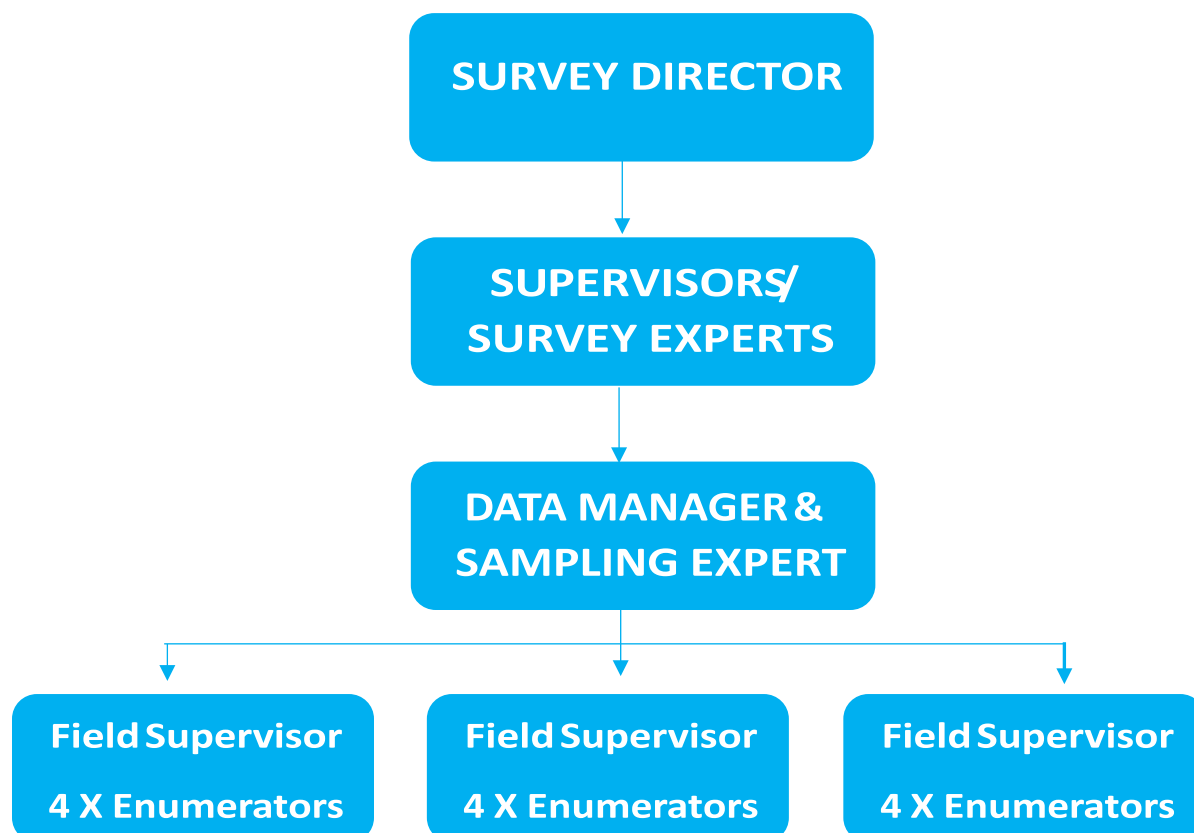 SURVEY DIRECTOR
SUPERVISORS/
SURVEY EXPERTS
DATA MANAGER &
SAMPLING EXPERT
Field Supervisor
4 X Enumerators
Field Supervisor
4 X Enumerators
Field Supervisor
4 X Enumerators